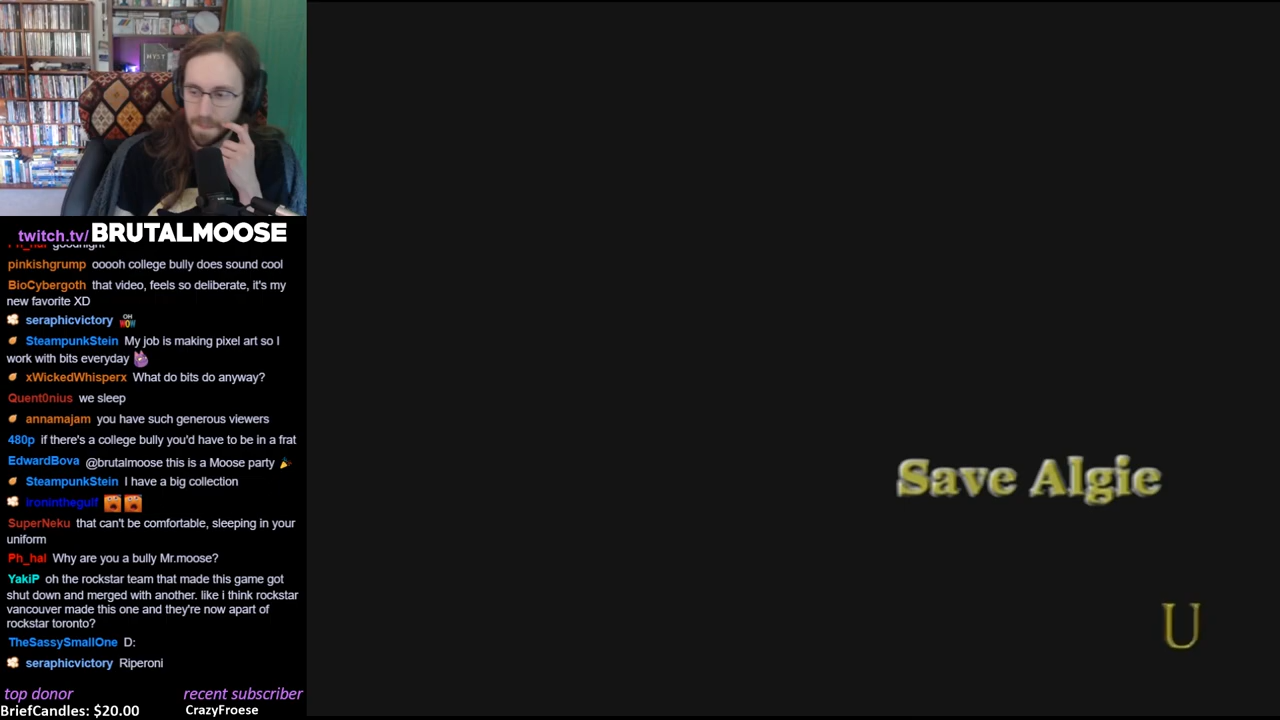 MYST
twitch.tv/BRUTALMOOSE
Ph_hal goodnight
pinkishgrump ooooh college bully does sound cool
BioCybergoth that video, feels so deliberate, it's my
new favorite XD
seraphicvictory OH WOW
SteampunkStein My job is making pixel art so I
work with bits everyday
xWickedWhisperx What do bits do anyway?
Quent0nius we sleep
annamajam you have such generous viewers
480p if there's a college bully you'd have to be in a frat
EdwardBova @brutalmoose this is a Moose party
SteampunkStein I have a big collection
ironinthegulf
SuperNeku that can't be comfortable, sleeping in your
uniform
Ph_hal Why are you a bully Mr.moose?
YakiP oh the rockstar team that made this game got
shut down and merged with another. like i think rockstar
vancouver made this one and they're now apart of
rockstar toronto?
TheSassySmallOne D:
seraphicvictory Riperoni
top donor
BriefCandles: $20.00
recent subscriber
CrazyFroese
Save Algie
U